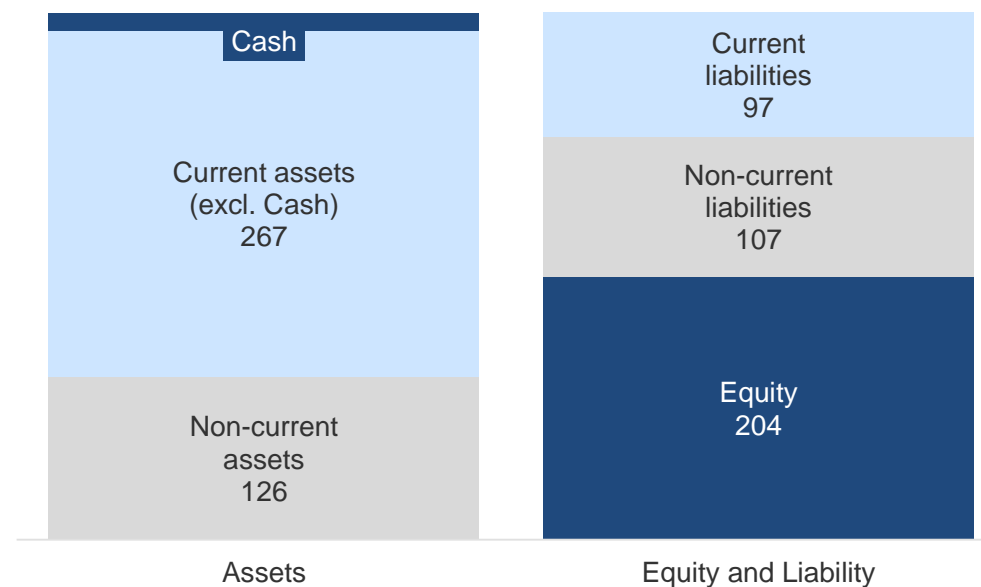 Cash
Current assets
(excl. Cash)
267
Non-current
assets
126
Assets
Current
liabilities
97
Non-current
liabilities
107
Equity
204
Equity and Liability